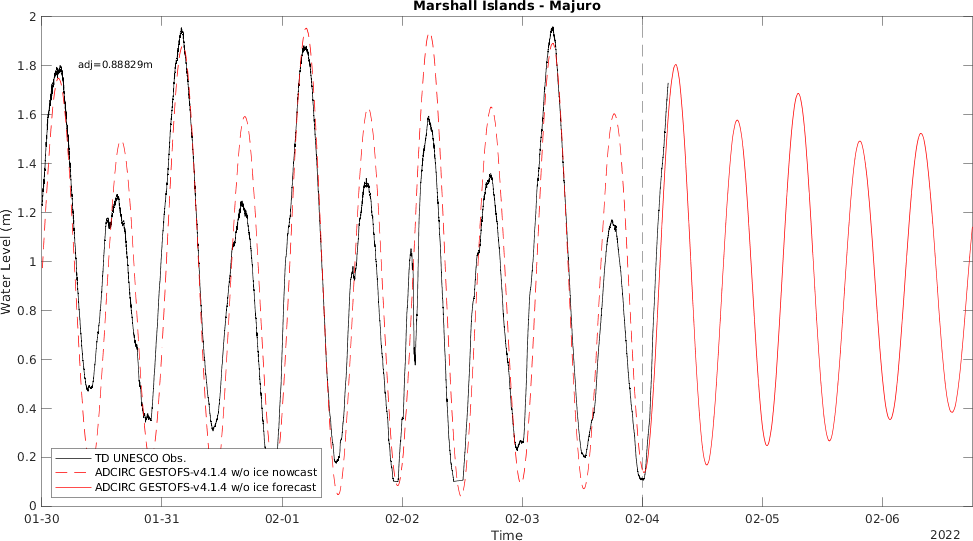 Marshall Islands - Majuro
adj=0.88829m
Water Level (m)
2
1.8
1.6
1.4
1.2
1
0.8
0.6
0.4
0.2
0
TD UNESCO Obs.
ADCIRC GESTOFS-v4.1.4 w/o ice nowcast
ADCIRC GESTOFS-v4.1.4 w/o ice forecast
01-30 01-31 02-01 02-02 02-03 02-04 02-05 02-06
Time
2022